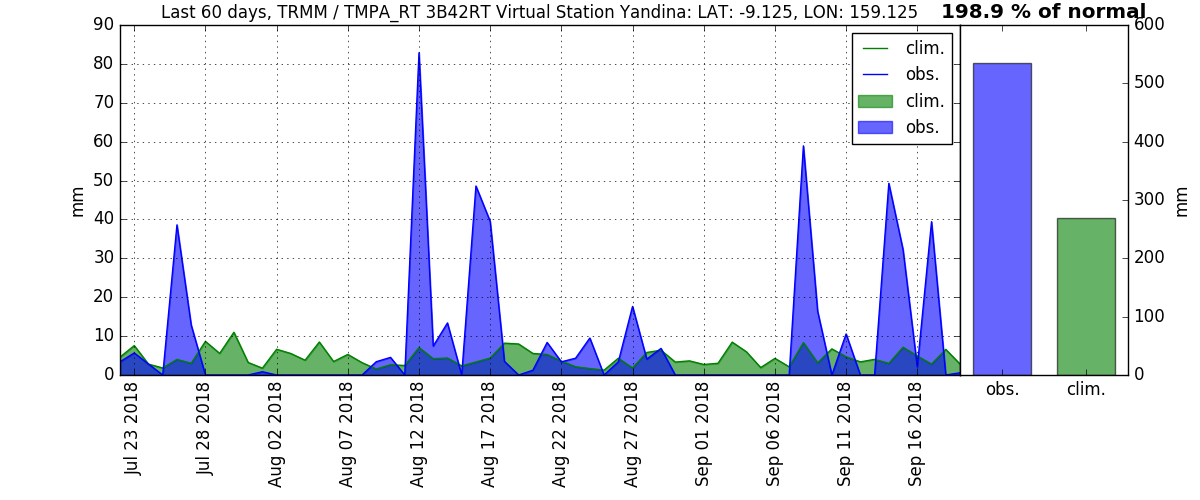 Last 60 days, TRMM / TMPA_RT 3B42RT Virtual Station Yandina: LAT: -9.125, LON: 159.125
198.9 % of normal
90
80
70
60
50
40
30
20
10
0
mm
clim.
obs.
clim.
obs.
Jul 23 2018
Jul 28 2018
Aug 02 2018
Aug 07 2018
Aug 12 2018
Aug 17 2018
Aug 22 2018
Aug 27 2018
Sep 01 2018
Sep 06 2018
Sep 11 2018
Sep 16 2018
600
500
400
300
200
100
0
mm
obs.
clim.